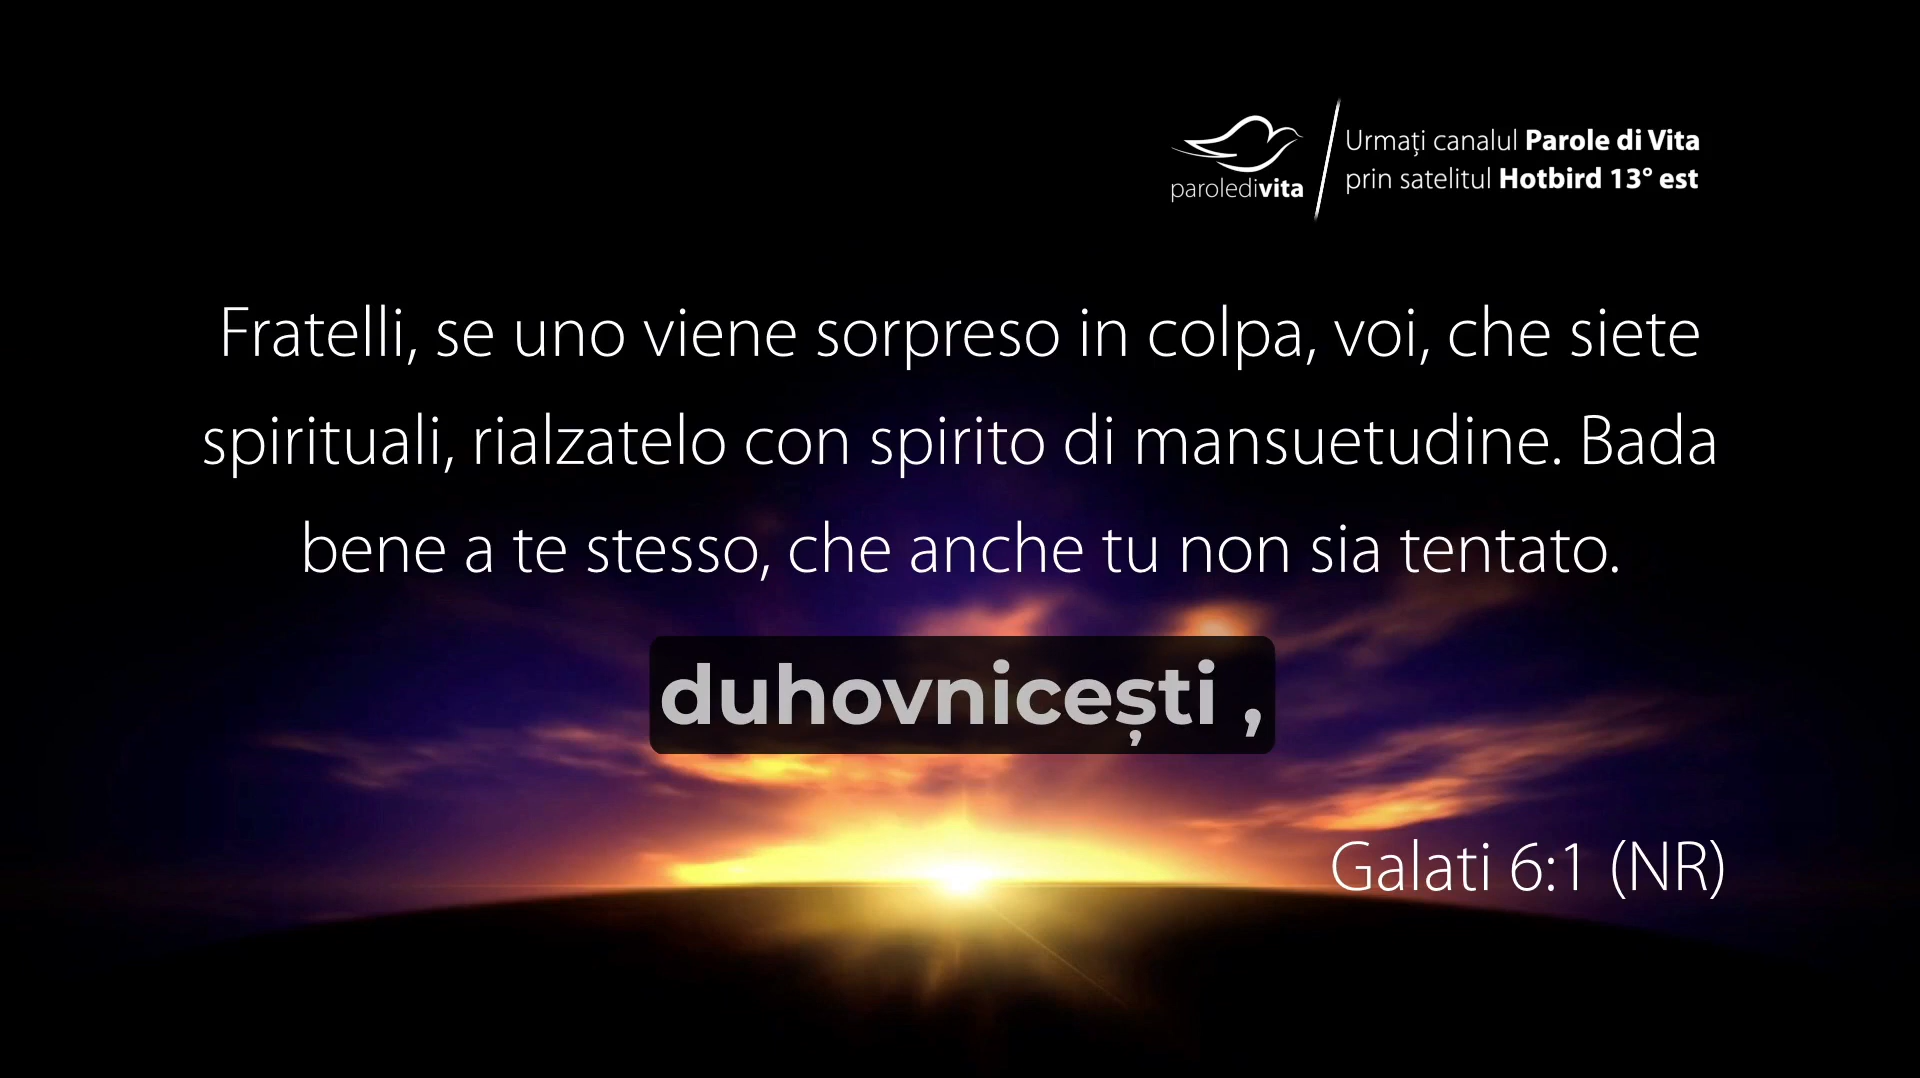 Urmați canalul Parole di Vita
prin satelitul Hotbird 13° est
paroledivita
Fratelli, se uno viene sorpreso in colpa, voi, che siete
spirituali, rialzatelo con spirito di mansuetudine. Bada
bene a te stesso, che anche tu non sia tentato.
duhovnicești ,
Galati 6:1 (NR)